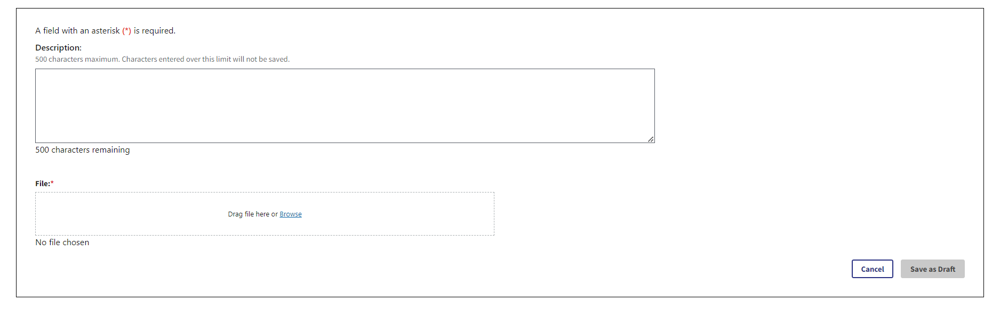 A field with an asterisk (*) is required.
Description:
500 characters maximum. Characters entered over this limit will not be saved.
500 characters remaining
File:*
Drag file here or Browse
No file chosen
Cancel Save as Draft